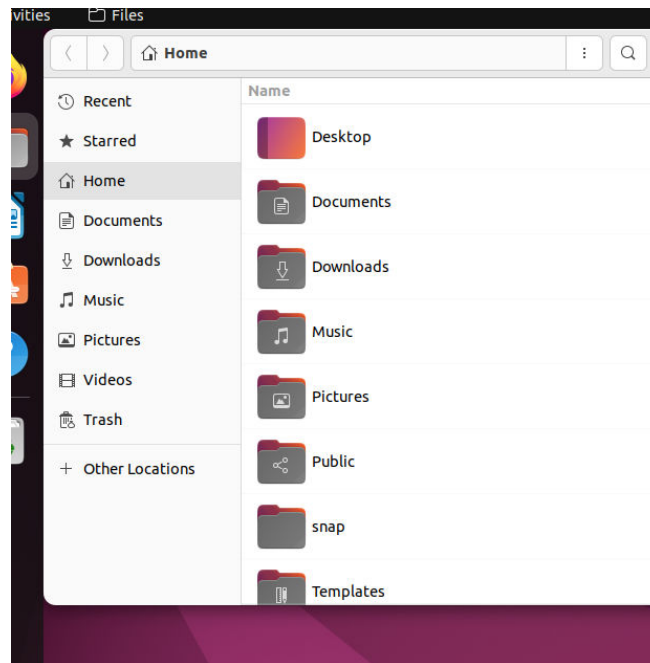 vities Files
Home
Recent
Starred
Home
Documents
Downloads
Music
Pictures
Videos
Trash
Other Locations
Name
Desktop
Documents
Downloads
Music
Pictures
Public
snap
Templates